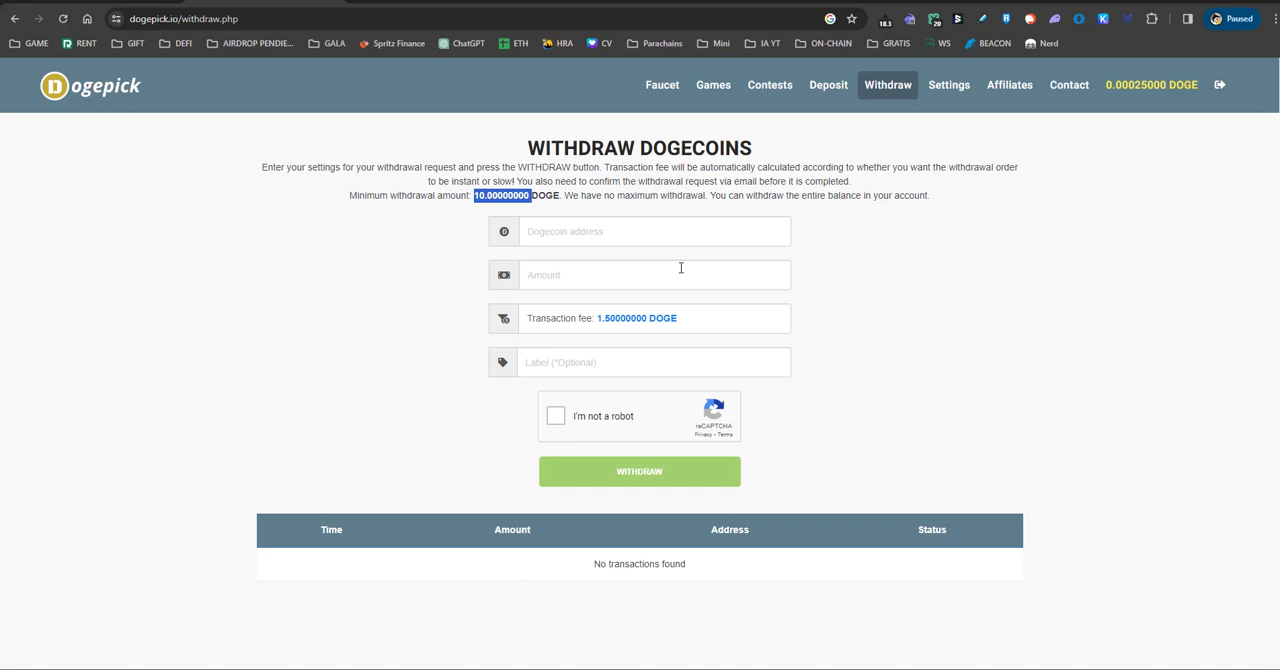 dogepick.io/withdraw.php
18.3
20
Paused
GAME
RENT
GIFT
DEFI
AIRDROP PENDIE...
GALA
Spritz Finance
ChatGPT
ETH
HRA
CV
Parachains
Mini
IA YT
ON-CHAIN
GRATIS
WS
BEACON
Nerd
Dogepick
Faucet
Games
Contests
Deposit
Withdraw
Settings
Affiliates
Contact
0.00025000 DOGE
WITHDRAW DOGECOINS
Enter your settings for your withdrawal request and press the WITHDRAW button. Transaction fee will be automatically calculated according to whether you want the withdrawal order
to be instant or slow! You also need to confirm the withdrawal request via email before it is completed.
Minimum withdrawal amount: 10.00000000 DOGE. We have no maximum withdrawal. You can withdraw the entire balance in your account.
Dogecoin address
Amount
Transaction fee: 1.50000000 DOGE
Label (*Optional)
I'm not a robot
reCAPTCHA
Privacy - Terms
WITHDRAW
Time
Amount
Address
Status
No transactions found